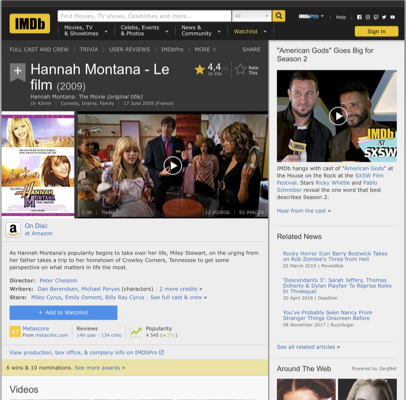 IMDb
Find Movies, TV shows, Celebrities and more...
All
Movies, TV
& Showtimes
Celebs, Events
& Photos
News &
Community
Watchlist
IMDbPro
Help
Sign in
FULL CAST AND CREW | TRIVIA | USER REVIEWS | IMDbPro | MORE
SHARE
Hannah Montana - Le
film (2009)
4,4
Rate
This
Hannah Montana: The Movie (original title)
1h 42min | Comedy, Drama, Family | 17 June 2009 (France)
HANNAH
MONTANA
1:36 | Trailer
12 VIDEOS | 93 IMAGES
On Disc
at Amazon
As Hannah Montana's popularity begins to take over her life, Miley Stewart, on the urging from
her father takes a trip to her hometown of Crowley Corners, Tennessee to get some
perspective on what matters in life the most.
Director: Peter Chelsom
Writers: Dan Berendsen, Michael Poryes (characters) | 2 more credits »
Stars: Miley Cyrus, Emily Osment, Billy Ray Cyrus | See full cast & crew »
+ Add to Watchlist
Metascore
From metacritic.com
Reviews
149 user | 134 critic
Popularity
4 545
View production, box office, & company info on IMDbPro
6 wins & 10 nominations. See more awards »
Videos
"American Gods" Goes Big for
Season 2
IMDb
AT
SXSW
IMDb hangs with cast of "American Gods" at
the House on the Rock at the SXSW Film
Festival. Stars Ricky Whittle and Pablo
Schreiber reveal the one word that best
describes Season 2.
Hear from the cast »
Related News
Rocky Horror Icon Barry Bostwick Takes
on Rob Zombie's Three from Hell
02 March 2019 | MovieWeb
'Descendants 3': Sarah Jeffery, Thomas
Doherty & Dylan Playfair To Reprise Roles
In Threequel
20 April 2018 | Deadline
You've Probably Seen Nancy From
Stranger Things Onscreen Before
08 November 2017 | BuzzSugar
See all related articles »
Around The Web
Powered by ZergNet